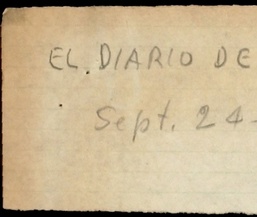 EL DIARIO DE
Sept. 24-